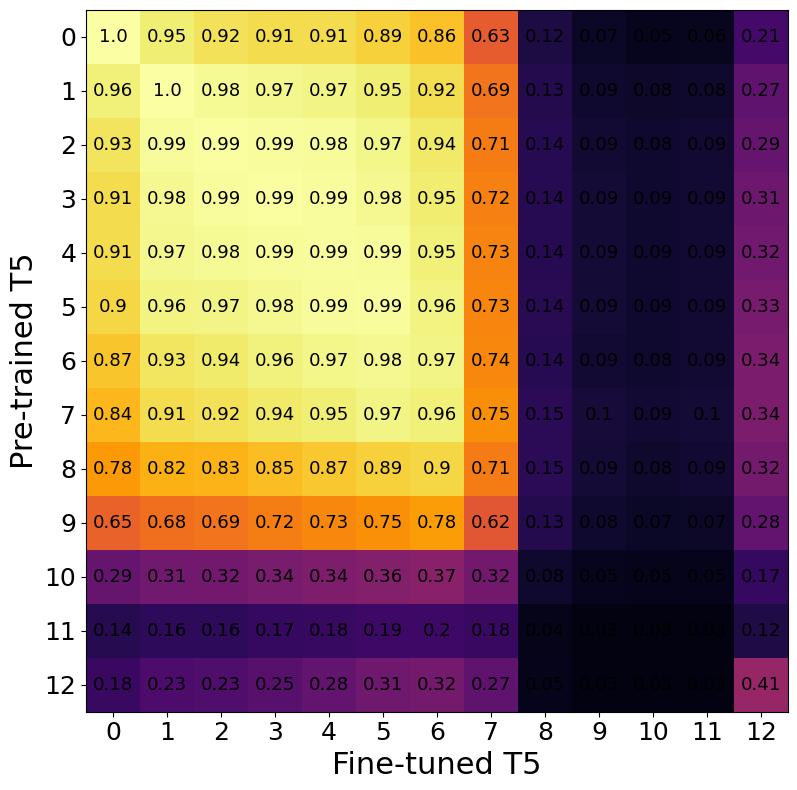 0 1.0 0.95 0.92 0.91 0.91 0.89 0.86 0.63 0.12 0.07 0.05 0.06 0.21
1 0.96 1.0 0.98 0.97 0.97 0.95 0.92 0.69 0.13 0.09 0.08 0.08 0.27
2 0.93 0.99 0.99 0.99 0.98 0.97 0.94 0.71 0.14 0.09 0.08 0.09 0.29
3 0.91 0.98 0.99 0.99 0.99 0.98 0.95 0.72 0.14 0.09 0.09 0.09 0.31
4 0.91 0.97 0.98 0.99 0.99 0.99 0.95 0.73 0.14 0.09 0.09 0.09 0.32
5 0.9 0.96 0.97 0.98 0.99 0.99 0.96 0.73 0.14 0.09 0.09 0.09 0.33
6 0.87 0.93 0.94 0.96 0.97 0.98 0.97 0.74 0.14 0.09 0.08 0.09 0.34
7 0.84 0.91 0.92 0.94 0.95 0.97 0.96 0.75 0.15 0.1 0.09 0.1 0.34
8 0.78 0.82 0.83 0.85 0.87 0.89 0.9 0.71 0.15 0.09 0.08 0.09 0.32
9 0.65 0.68 0.69 0.72 0.73 0.75 0.78 0.62 0.13 0.08 0.07 0.07 0.28
10 0.29 0.31 0.32 0.34 0.34 0.36 0.37 0.32 0.08 0.05 0.05 0.05 0.17
11 0.14 0.16 0.16 0.17 0.18 0.19 0.2 0.18 0.04 0.12
12 0.18 0.23 0.23 0.25 0.28 0.31 0.32 0.27 0.05 0.41
0 1 2 3 4 5 6 7 8 9 10 11 12
Fine-tuned T5
Pre-trained T5